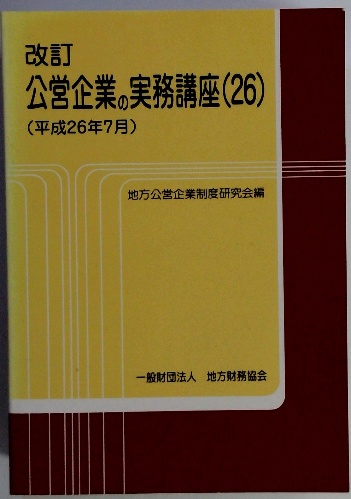 改訂
公営企業の実務講座(26)
(平成26年7月)
地方公営企業制度研究会編
一般財団法人　地方財務協会